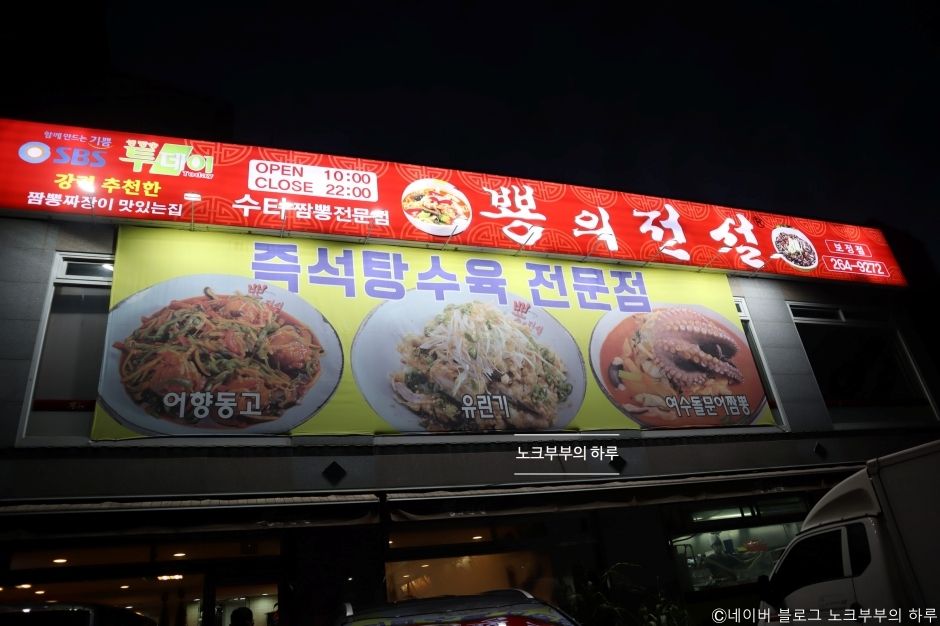 함께 만드는 기쁨
SBS
투데이
Today
강력 추천한
짬뽕짜장이 맛있는집
OPEN 10:00
CLOSE 22:00
수타짬뽕전문점
뽕의전설
보정점
264-9272
즉석탕수육 전문점
어향동고
유린기
여수돌문어짬뽕
노크부부의 하루
©네이버 블로그 노크부부의 하루